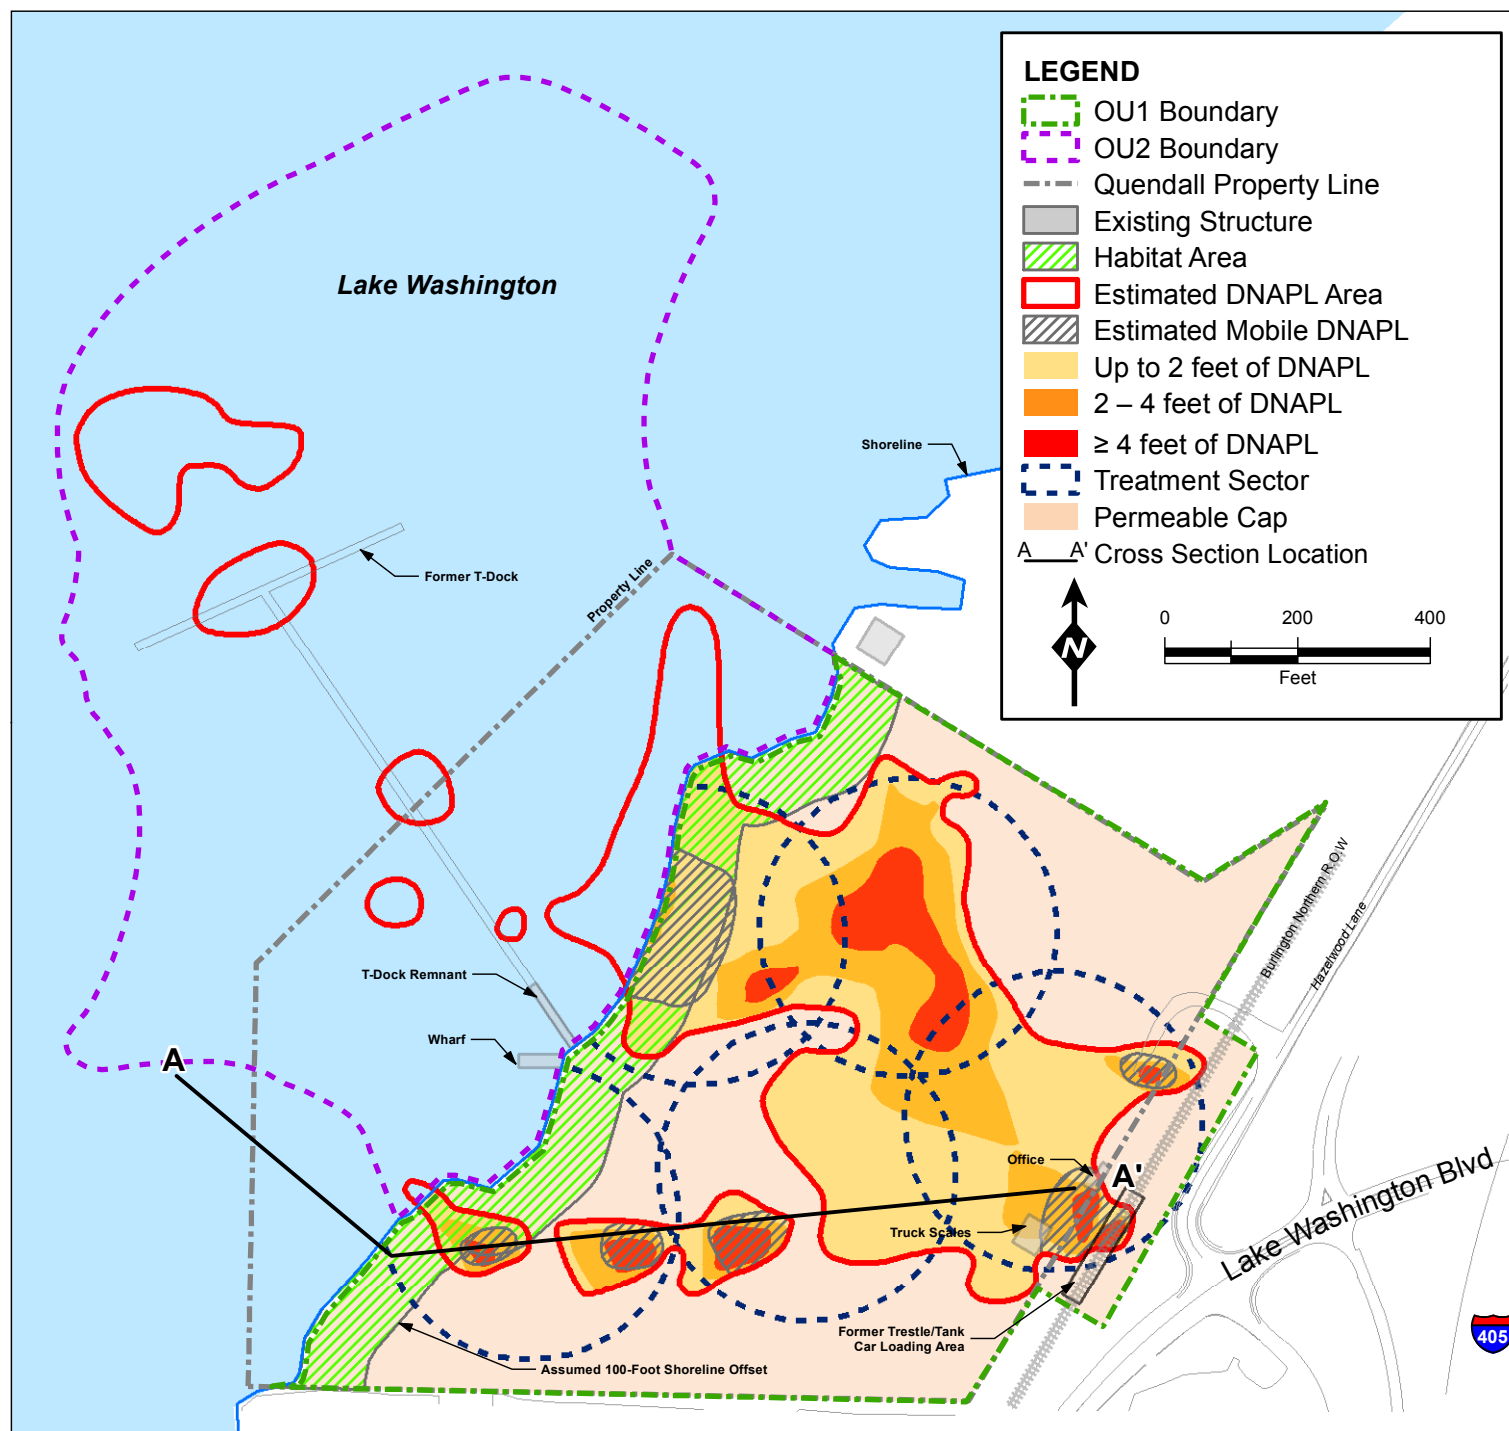 LEGEND
OU1 Boundary
OU2 Boundary
Quendall Property Line
Existing Structure
Habitat Area
Estimated DNAPL Area
Estimated Mobile DNAPL
Up to 2 feet of DNAPL
2 – 4 feet of DNAPL
≥ 4 feet of DNAPL
Treatment Sector
Permeable Cap
A A' Cross Section Location
N
0 200 400
Feet
Lake Washington
Shoreline
Former T-Dock
Property Line
T-Dock Remnant
Wharf
A
Burlington Northern R.O.W
Hazelwood Lane
Office
A'
Truck Scales
Lake Washington Blvd
Former Trestle/Tank
Car Loading Area
Assumed 100-Foot Shoreline Offset
405